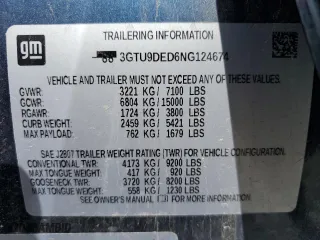 TRAILERING INFORMATION
gm
3GTU9DED6NG124674
VEHICLE AND TRAILER MUST NOT EXCEED ANY OF THESE RATINGS
GVWR: 3221 KG/ 7100 LBS
GCWR: 6804 KG/ 15000 LBS
RGAWR: 1724 KG/ 3800 LBS
CURB WEIGHT: 2459 KG/ 5421 LBS
MAX PAYLOAD: 762 KG/ 1679 LBS
SAE J2807 TRAILER WEIGHT RATING (TWR) FOR VEHICLE CONFIGURATION.
CONVENTIONAL TWR: 4173 KG/ 9200 LBS
MAX TONGUE WEIGHT: 417 KG/ 920 LBS
GOOSENECK TWR: 3720 KG/ 8200 LBS
MAX TONGUE WEIGHT: 558 KG/ 1230 LBS
SEE OWNER'S MANUAL FOR ADDITIONAL INFORMATION